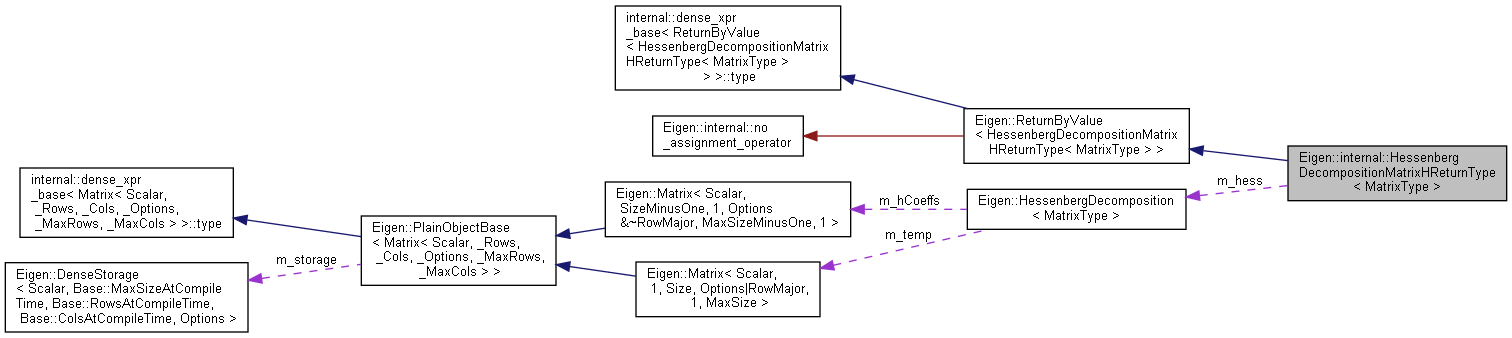 internal::dense_xpr
_base< ReturnByValue
< HessenbergDecompositionMatrix
HReturnType< MatrixType >
> >::type
Eigen::internal::no
_assignment_operator
Eigen::ReturnByValue
< HessenbergDecompositionMatrix
HReturnType< MatrixType > >
Eigen::internal::Hessenberg
DecompositionMatrixHReturnType
< MatrixType >
m_hess
internal::dense_xpr
_base< Matrix< Scalar,
_Rows, _Cols, _Options,
_MaxRows, _MaxCols > >::type
Eigen::PlainObjectBase
< Matrix< Scalar, _Rows,
_Cols, _Options, _MaxRows,
_MaxCols > >
Eigen::Matrix< Scalar,
SizeMinusOne, 1, Options
&~RowMajor, MaxSizeMinusOne, 1 >
m_hCoeffs
Eigen::HessenbergDecomposition
< MatrixType >
m_temp
m_storage
Eigen::DenseStorage
< Scalar, Base::MaxSizeAtCompile
Time, Base::RowsAtCompileTime,
Base::ColsAtCompileTime, Options >
Eigen::Matrix< Scalar,
1, Size, Options|RowMajor,
1, MaxSize >